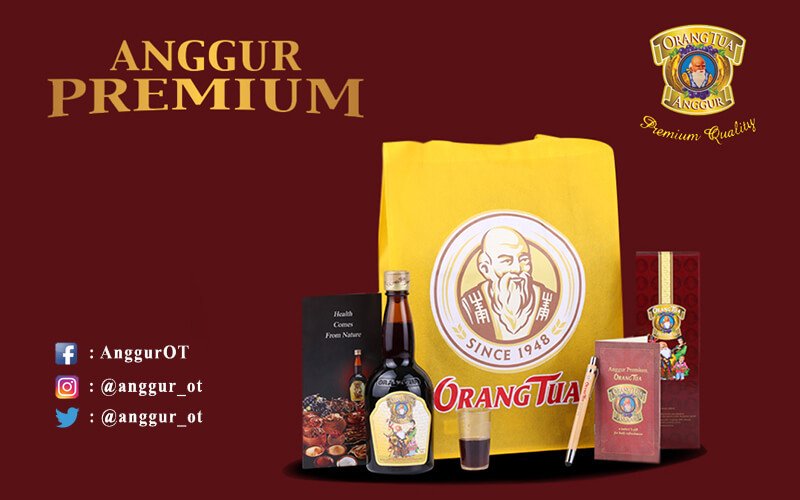 ANGGUR
PREMIUM
ORANG TUA
ANGGUR
Premium Quality
SINCE 1948
ORANGTUA
Health
Comes
From Nature
ORANG TUA
Anggur Premium
ORANG TUA
: AnggurOT
: @anggur_ot
: @anggur_ot